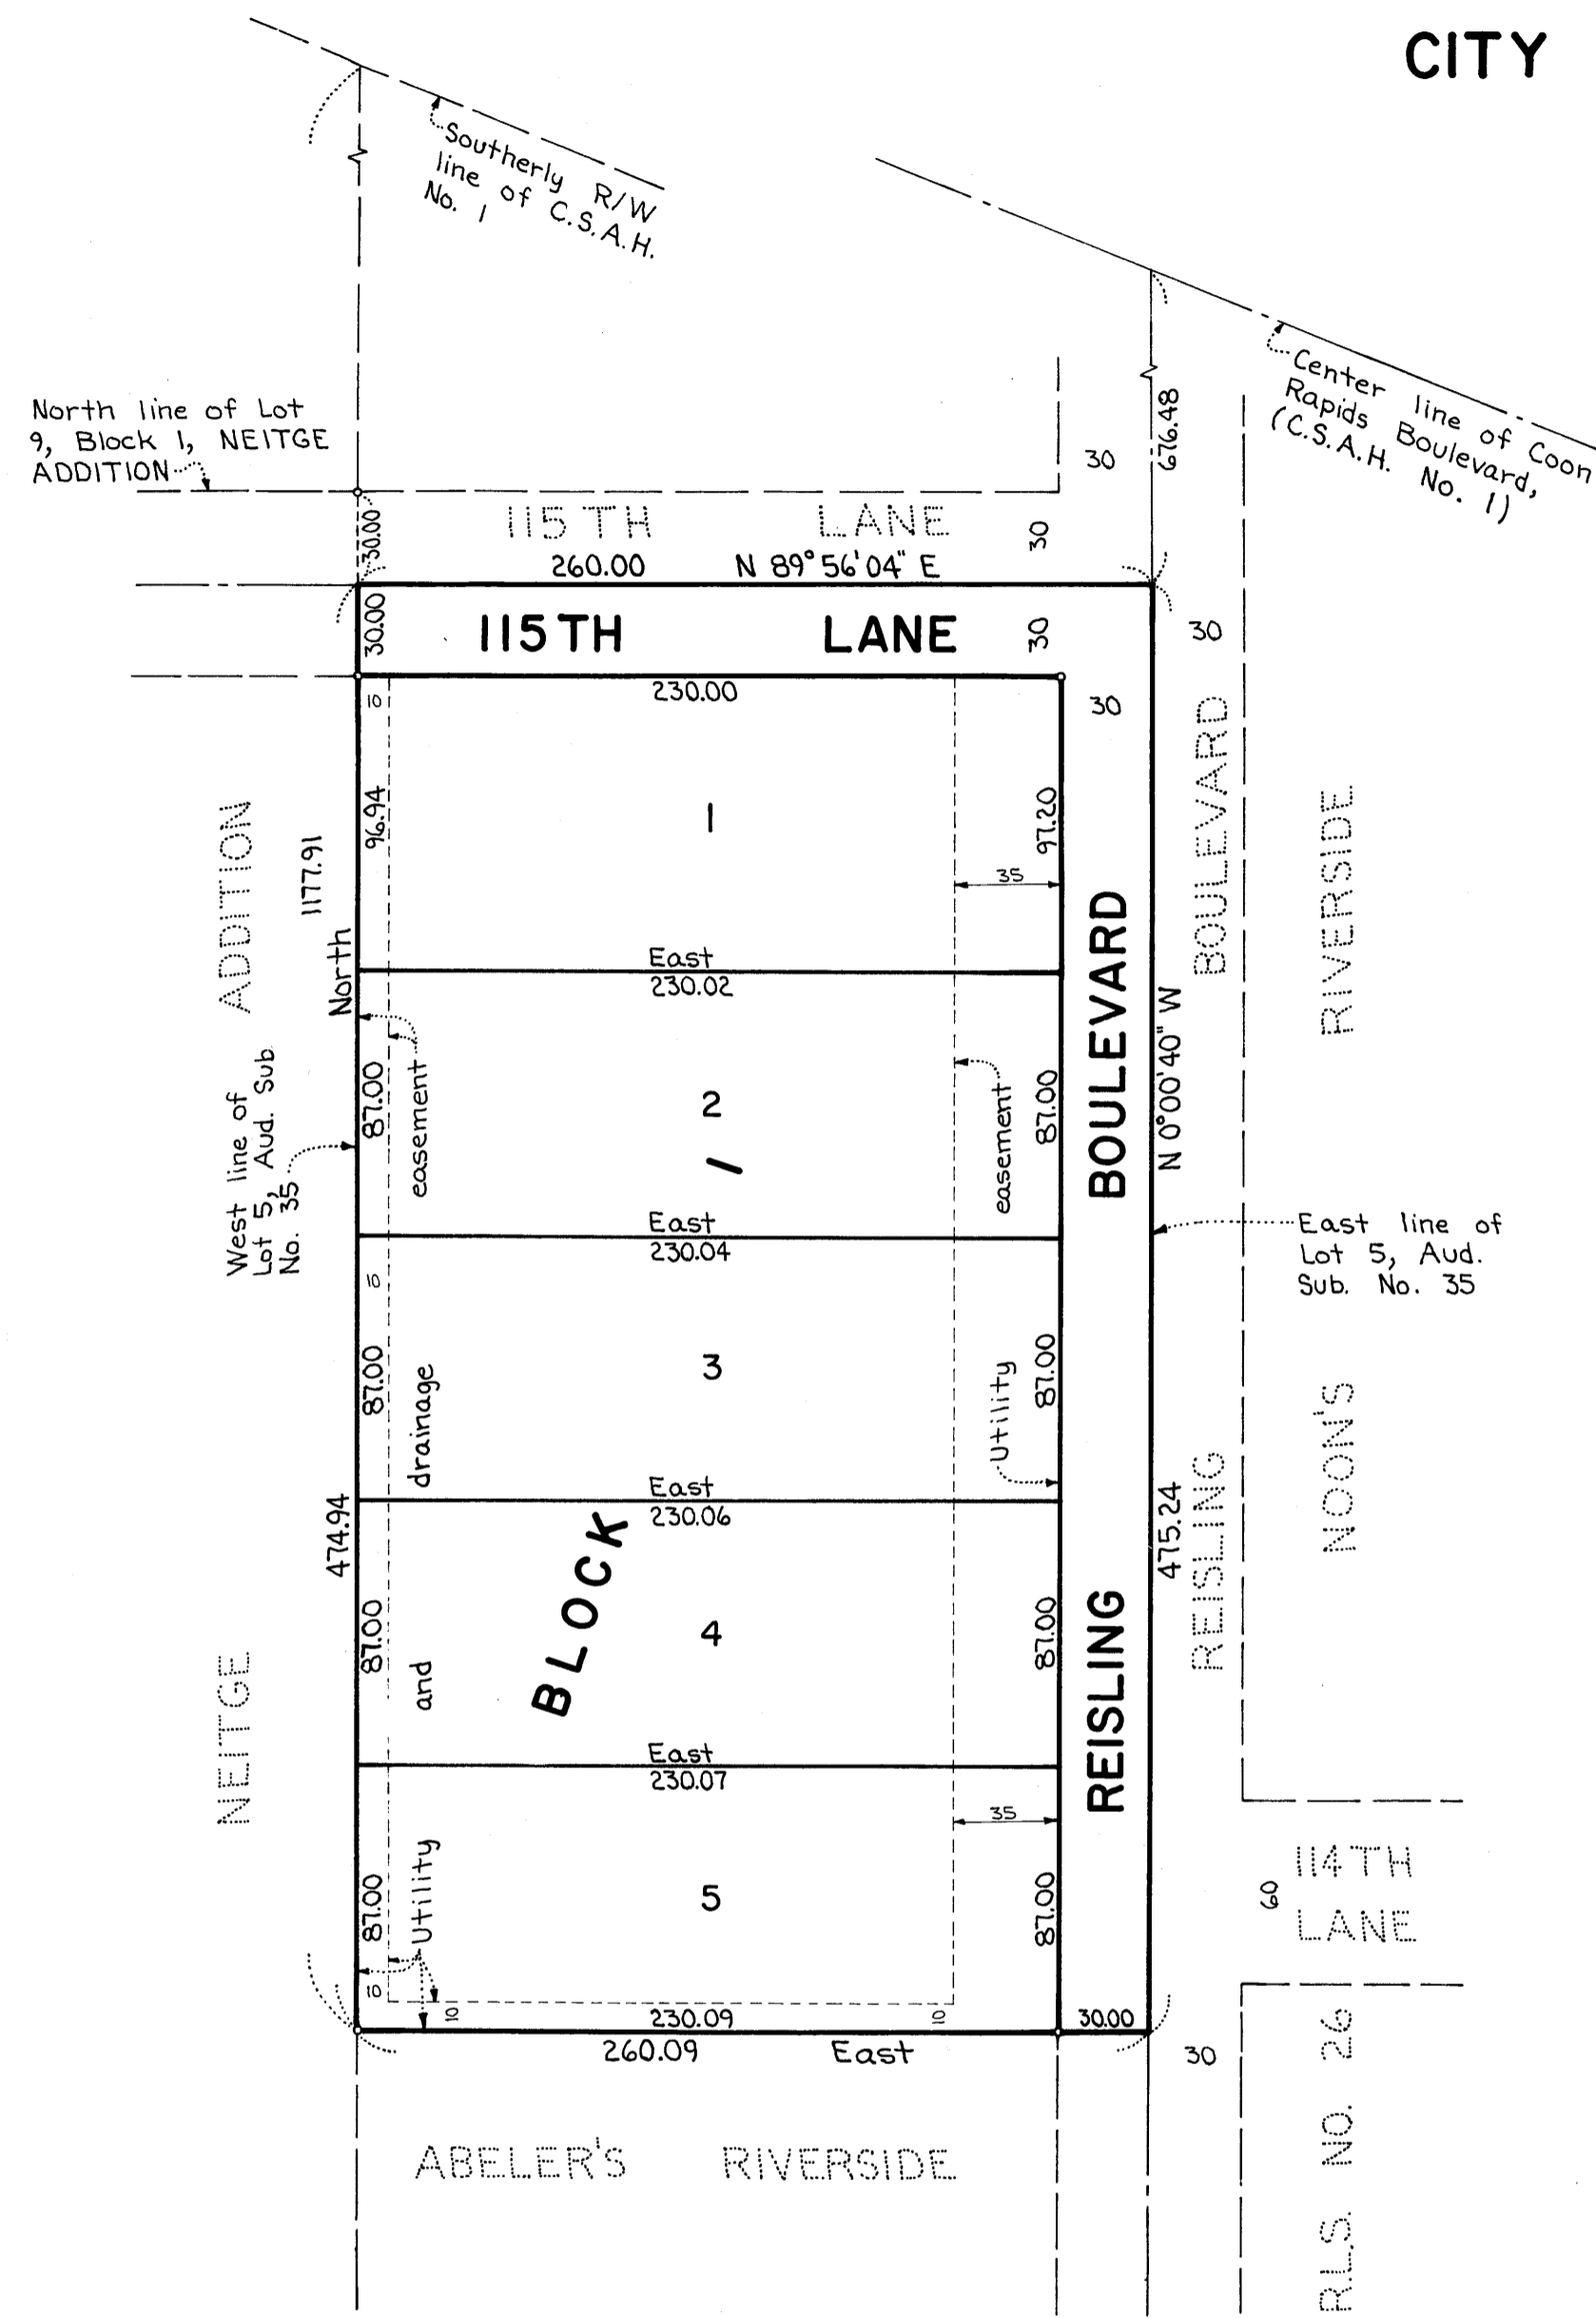 CITY
Southerly R/W
line of C.S.A.H.
No. 1
Center line of Coon
Rapids Boulevard,
(C.S.A.H. No. 1)
676.48
North line of Lot
9, Block 1, NEITGE
ADDITION
30
30.00
115TH LANE
30
260.00 N 89°56'04" E
30.00
115TH LANE
30
30
10
230.00
30
96.94
1
97.20
35
1177.91
North
East
230.02
West line of
Lot 5, Aud. Sub
No. 35
87.00
easement
2
1
easement
87.00
BOULEVARD
N 0°00'40" W
BOULEVARD
RIVERSIDE
ADDITION
East line of
Lot 5, Aud.
Sub. No. 35
East
230.04
10
87.00
drainage
3
Utility
87.00
East
230.06
474.94
475.24
REISLING
NOON'S
BLOCK
87.00
and
4
87.00
REISLING
NEITGE
East
230.07
35
87.00
Utility
5
87.00
60
114TH
LANE
10
10
230.09
10
30.00
260.09 East
30
ABELER'S RIVERSIDE
R.L.S. NO. 26